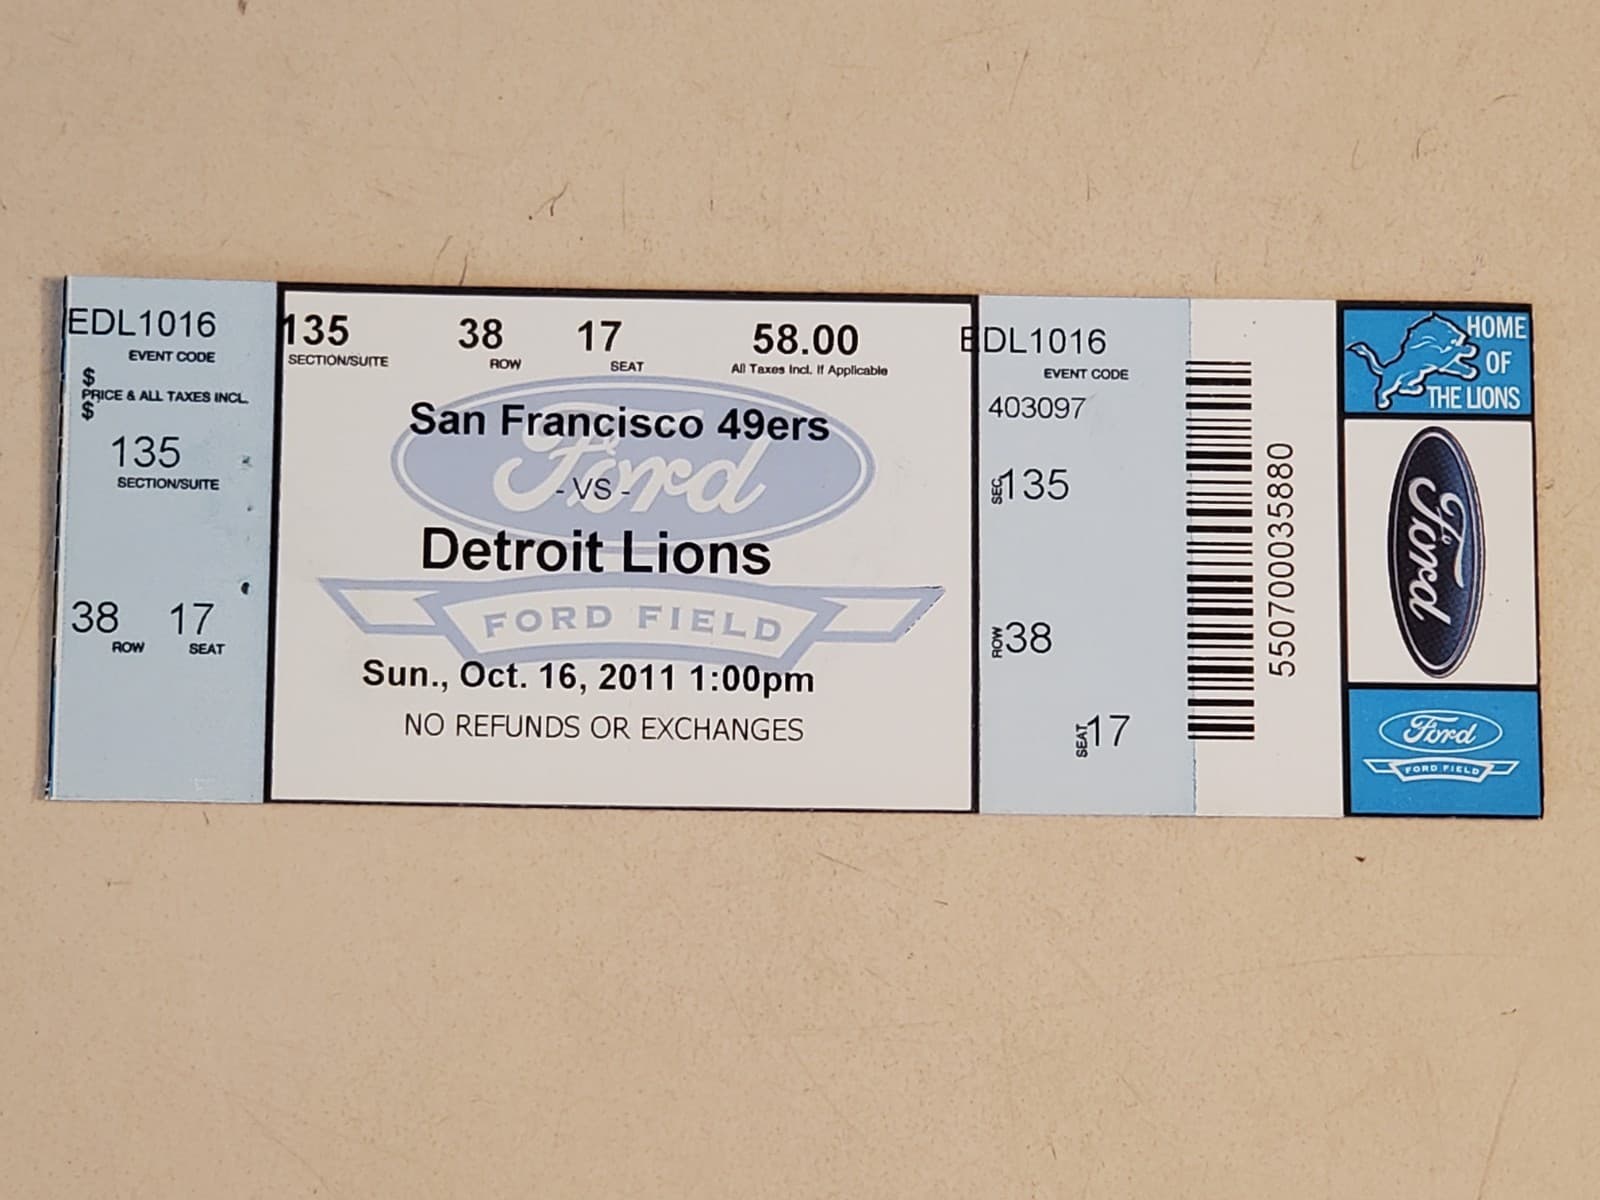 EDL1016
EVENT CODE
$
PRICE & ALL TAXES INCL.
$
135
SECTION/SUITE
38 17
ROW SEAT
135 38 17 58.00
SECTION/SUITE ROW SEAT All Taxes Incl. If Applicable
San Francisco 49ers
Ford
- VS -
Detroit Lions
FORD FIELD
Sun., Oct. 16, 2011 1:00pm
NO REFUNDS OR EXCHANGES
EDL1016
EVENT CODE
403097
SEC 135
ROW 38
SEAT 17
550700035880
HOME
OF
THE LIONS
Ford
Ford
FORD FIELD